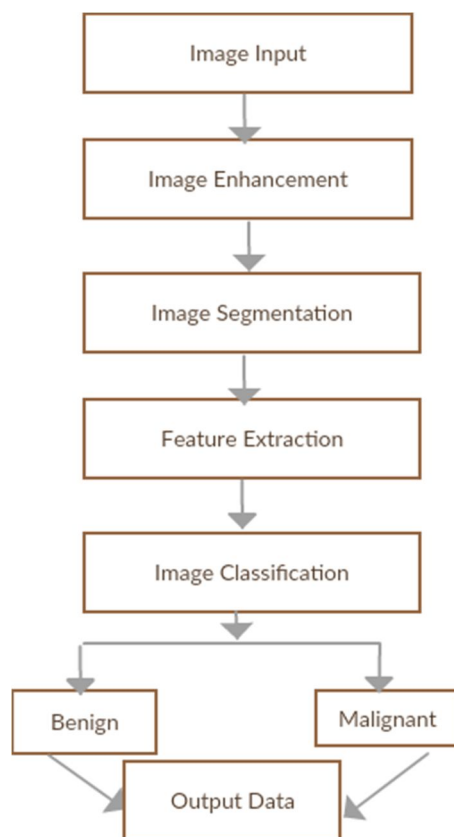 Image Input
Image Enhancement
Image Segmentation
Feature Extraction
Image Classification
Benign
Malignant
Output Data